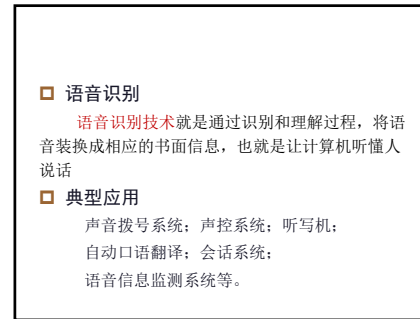 语音识别
语音识别技术就是通过识别和理解过程，将语
音装换成相应的书面信息，也就是让计算机听懂人
说话
典型应用
声音拨号系统；声控系统；听写机；
自动口语翻译；会话系统；
语音信息监测系统等。